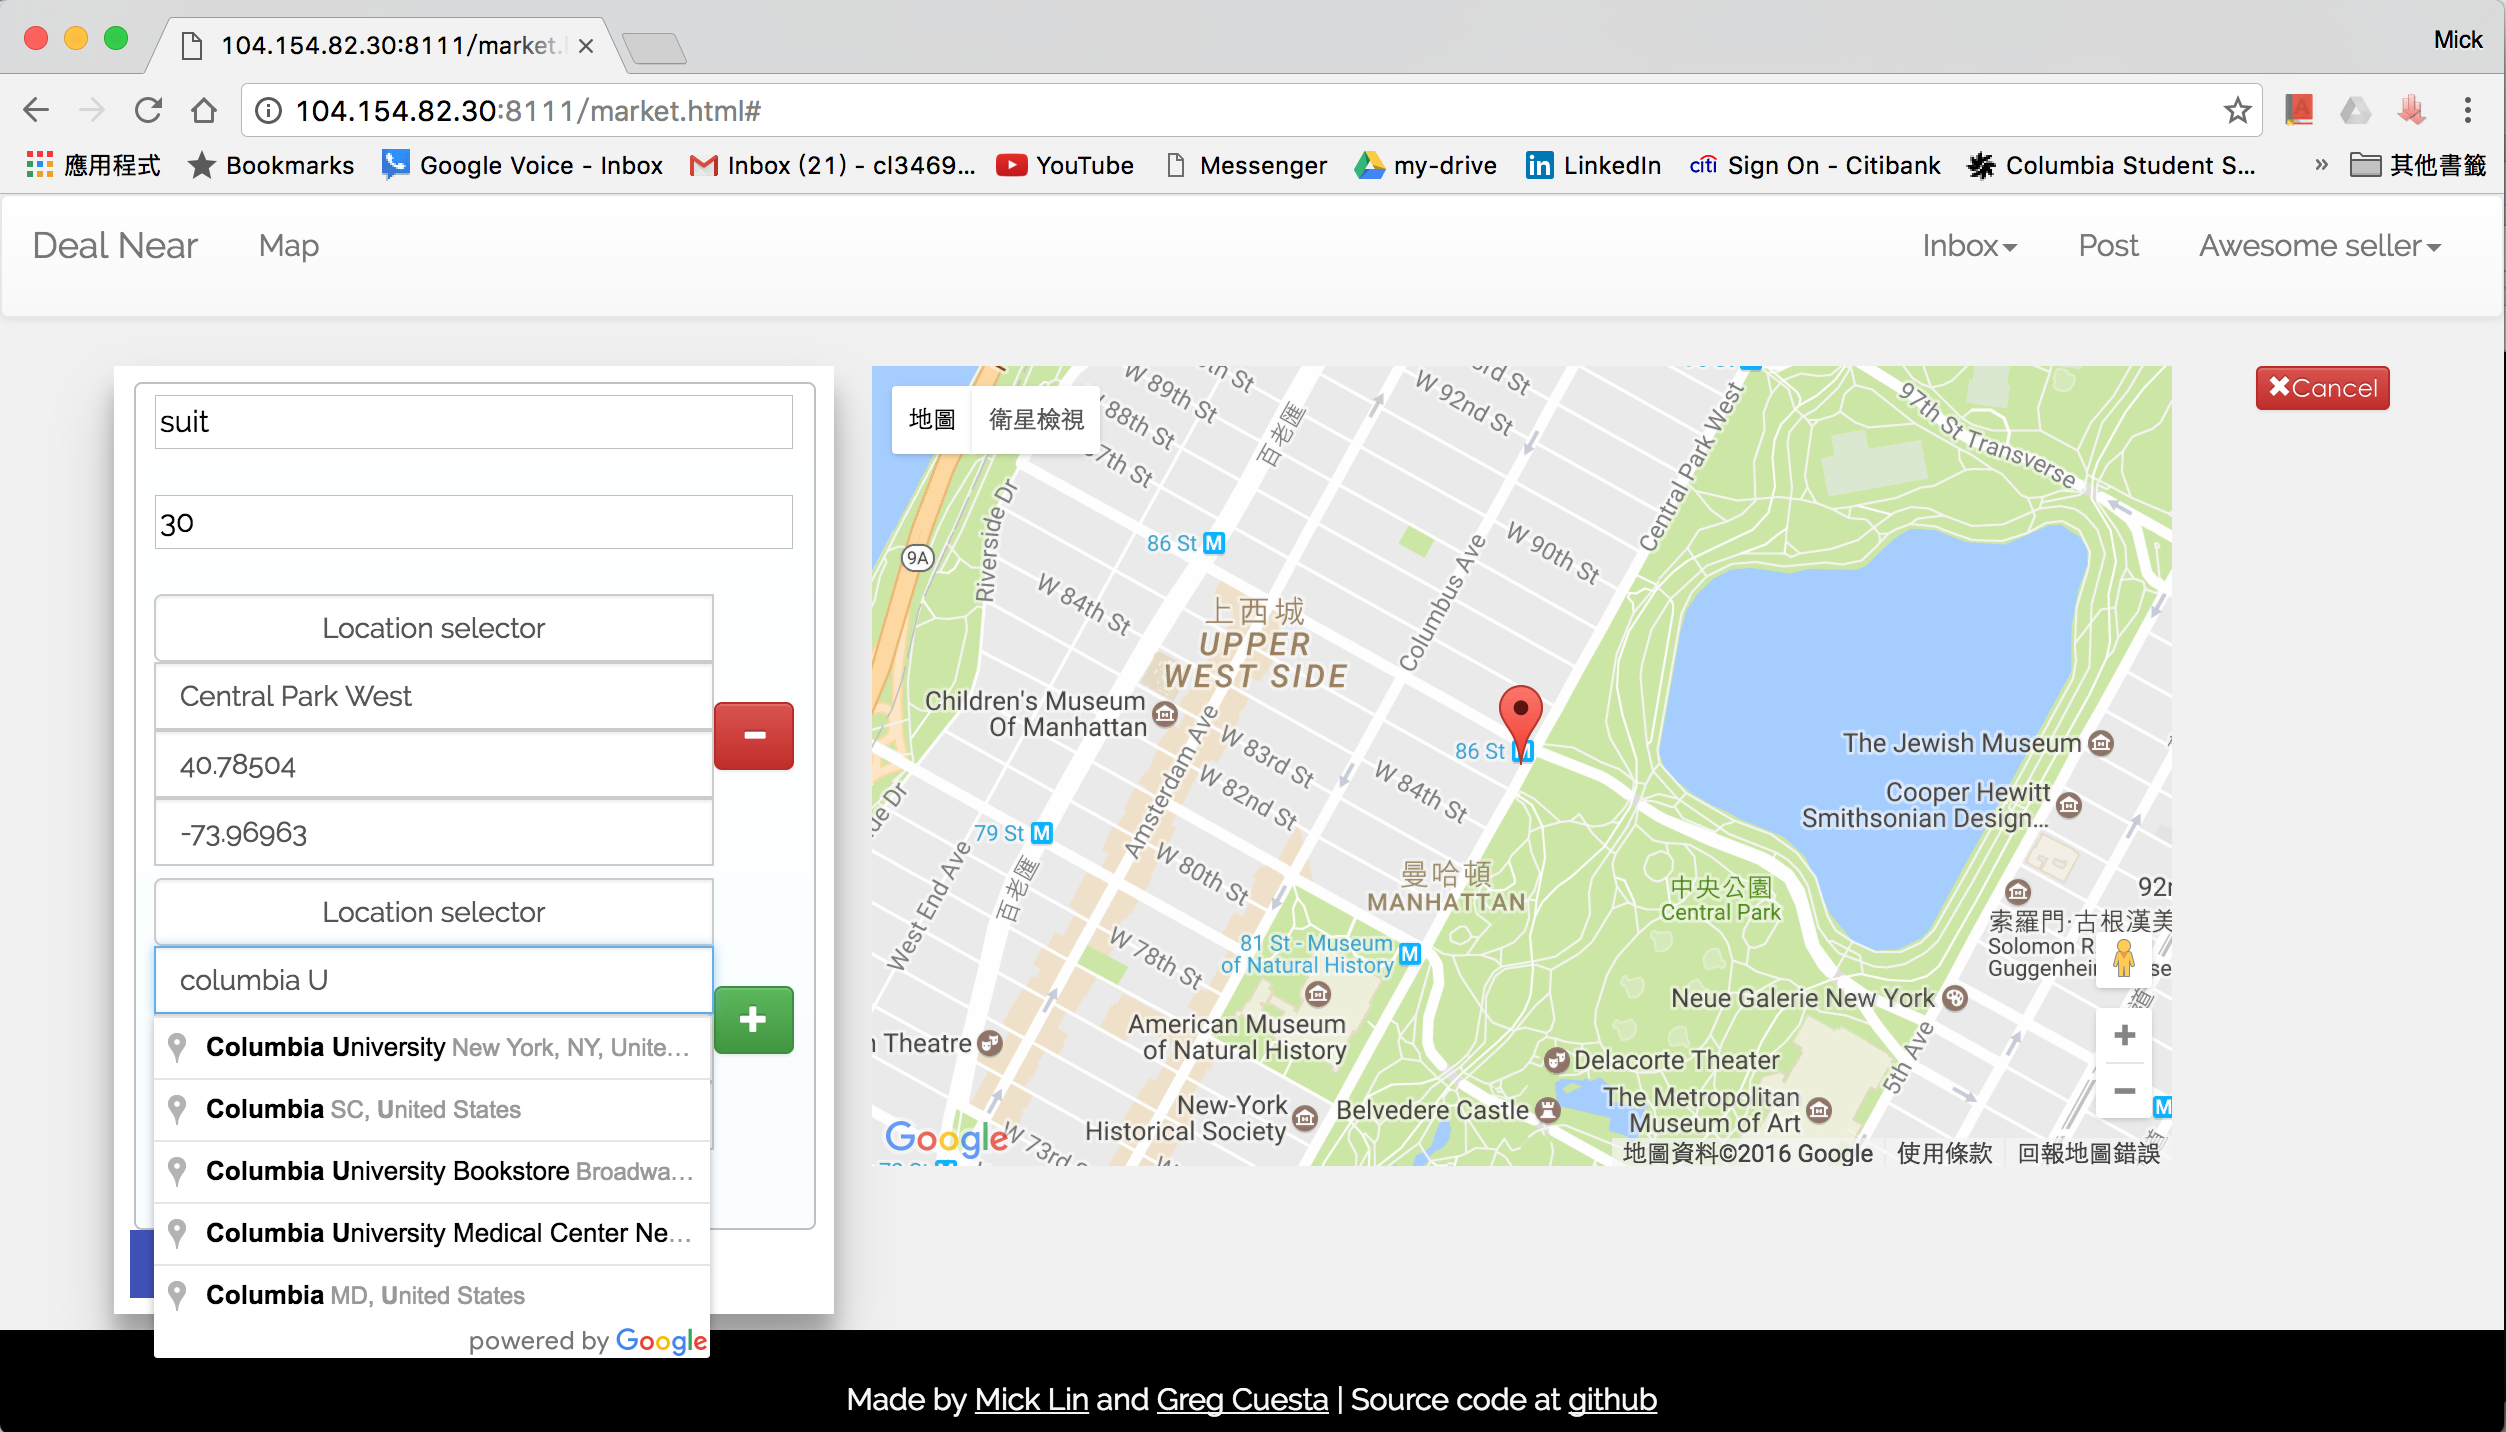 104.154.82.30:8111/market.
Mick
104.154.82.30:8111/market.html#
應用程式
Bookmarks
Google Voice - Inbox
Inbox (21) - cl3469...
YouTube
Messenger
my-drive
LinkedIn
citi
Sign On - Citibank
Columbia Student S...
»
其他書籤
Deal Near
Map
Inbox
Post
Awesome seller
Cancel
suit
30
Location selector
Central Park West
40.78504
-73.96963
Location selector
columbia U
Columbia University New York, NY, Unite...
Columbia SC, United States
Columbia University Bookstore Broadwa...
Columbia University Medical Center Ne...
Columbia MD, United States
powered by Google
地圖
衛星檢視
W 89th St
88th St
W 92nd St
97th St Transverse
Central Park West
百老匯
Riverside Dr
9A
86 St
W 90th St
W 84th St
Columbus Ave
上西城
UPPER
WEST SIDE
Children's Museum
Of Manhattan
Amsterdam Ave
W 83rd St
W 82nd St
86 St
W 84th St
The Jewish Museum
Cooper Hewitt
Smithsonian Design...
79 St
West End Ave
百老匯
W 80th St
曼哈頓
MANHATTAN
中央公園
Central Park
索羅門·古根漢美
Solomon R
W 78th St
81 St - Museum
of Natural History
Neue Galerie New York
American Museum
of Natural History
Theatre
5th Ave
Delacorte Theater
New-York
Historical Society
Belvedere Castle
The Metropolitan
Museum of Art
W 73rd
Google
地圖資料©2016 Google
使用條款
回報地圖錯誤
Made by Mick Lin and Greg Cuesta | Source code at github